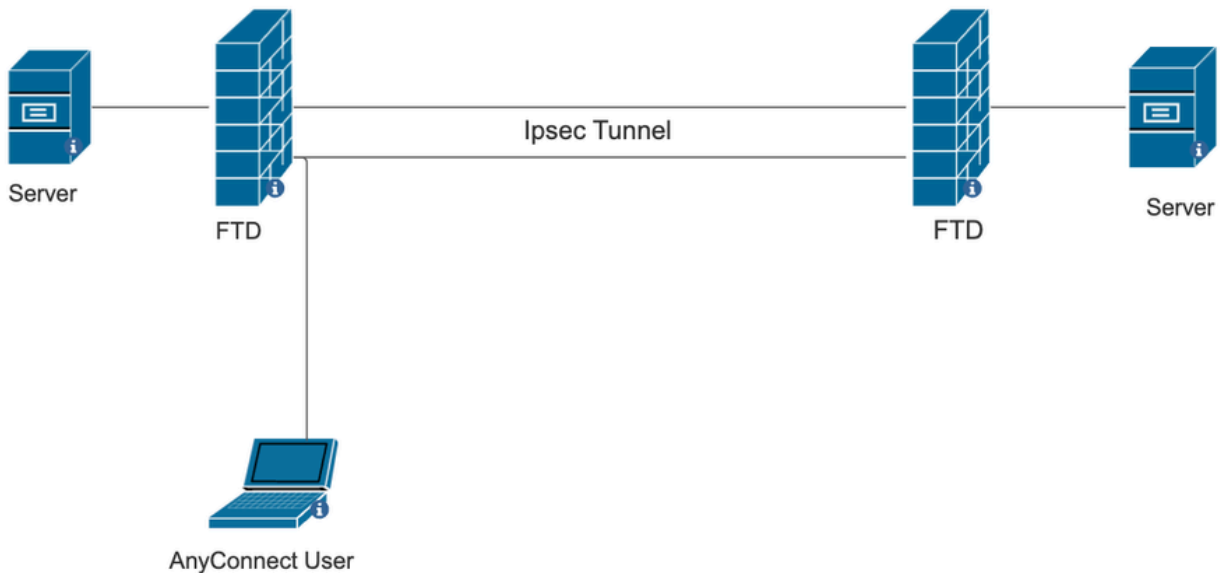 Ipsec Tunnel
Server
FTD
FTD
Server
AnyConnect User